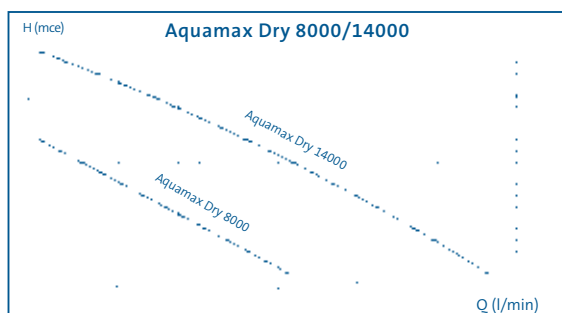 H (mce)
Aquamax Dry 8000/14000
Aquamax Dry 14000
Aquamax Dry 8000
Q (l/min)